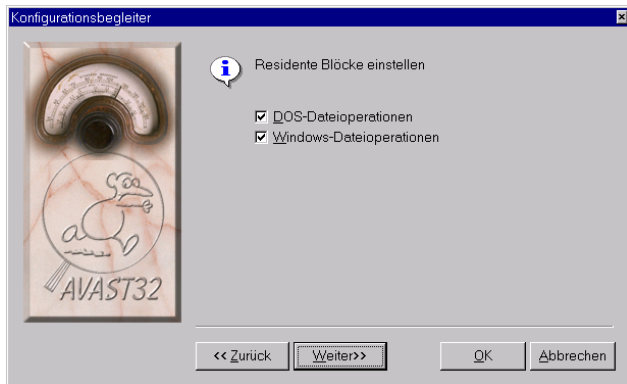 Konfigurationsbegleiter
Residente Blöcke einstellen
DOS-Dateioperationen
Windows-Dateioperationen
AVAST32
<< Zurück
Weiter>>
OK
Abbrechen